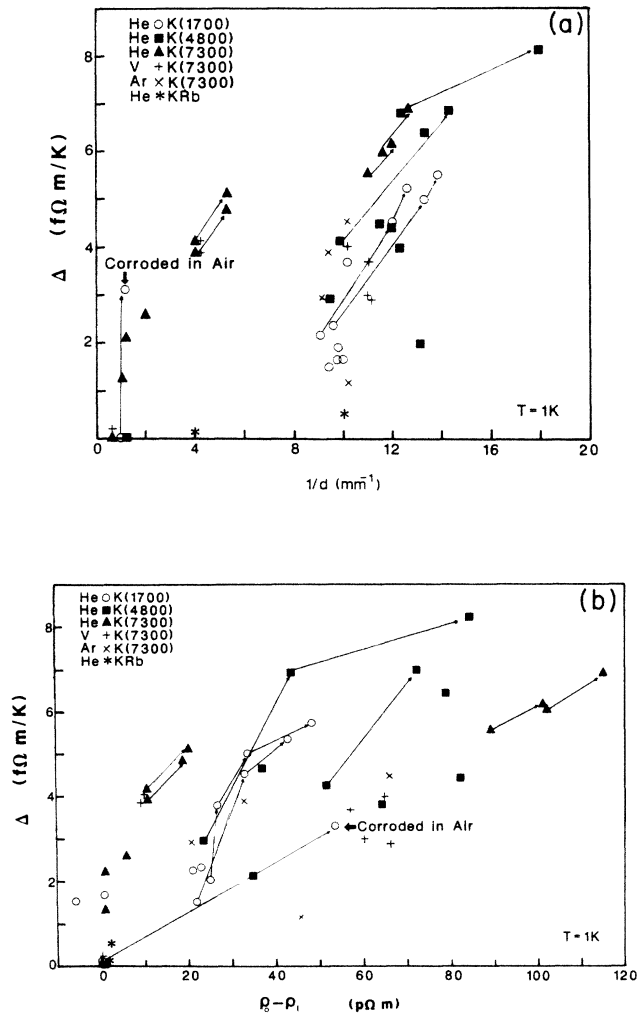 (a)
He ○ K(1700)
He ■ K(4800)
He ▲ K(7300)
V + K(7300)
Ar × K(7300)
He * KRb
8
6
4
2
Δ (fΩ m/K)
Corroded in Air
T = 1K
0 4 8 12 16 20
1/d (mm⁻¹)
(b)
He ○ K(1700)
He ■ K(4800)
He ▲ K(7300)
V + K(7300)
Ar × K(7300)
He * KRb
8
6
4
2
0
Δ (fΩ m/K)
Corroded in Air
T = 1K
0 20 40 60 80 100 120
ρ₀-ρ₁ (pΩ m)